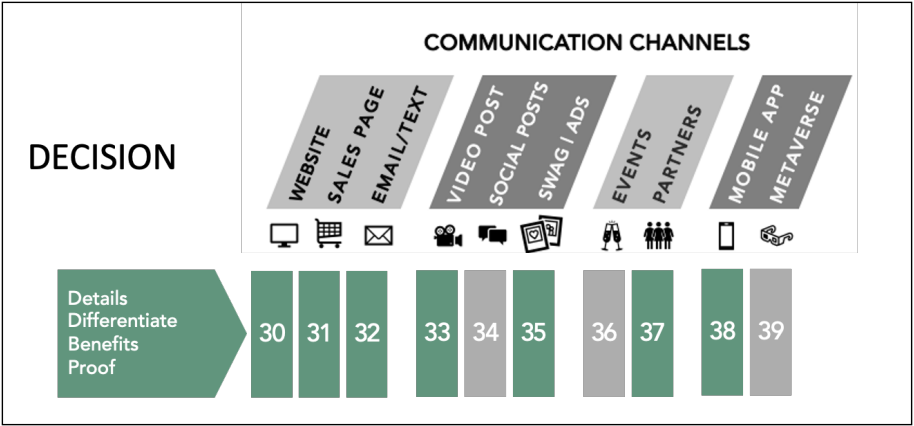 COMMUNICATION CHANNELS
DECISION
WEBSITE
SALES PAGE
EMAIL/TEXT
VIDEO POST
SOCIAL POSTS
SWAG | ADS
EVENTS
PARTNERS
MOBILE APP
METAVERSE
Details
Differentiate
Benefits
Proof
30 31 32 33 34 35 36 37 38 39